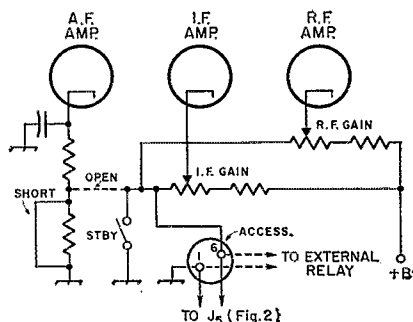 A.F. AMP.
I.F. AMP.
R.F. AMP.
R.F. GAIN
OPEN
I.F. GAIN
SHORT
STBY
ACCESS.
6
1
TO EXTERNAL RELAY
+B
TO J5 (Fig.2)